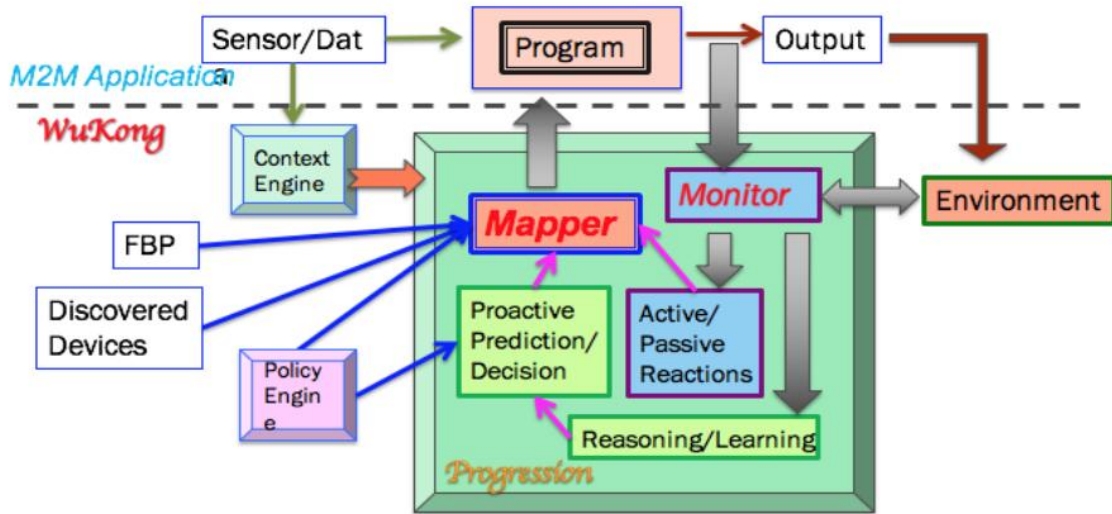 Sensor/Dat
a
Program
Output
M2M Application
WuKong
Context
Engine
Monitor
Environment
Mapper
FBP
Discovered
Devices
Proactive
Prediction/
Decision
Active/
Passive
Reactions
Policy
Engin
e
Reasoning/Learning
Progression